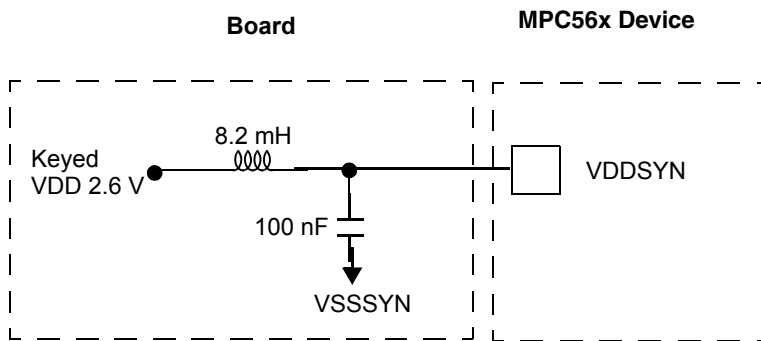 Board
MPC56x Device
8.2 mH
Keyed
VDD 2.6 V
VDDSYN
100 nF
VSSSYN